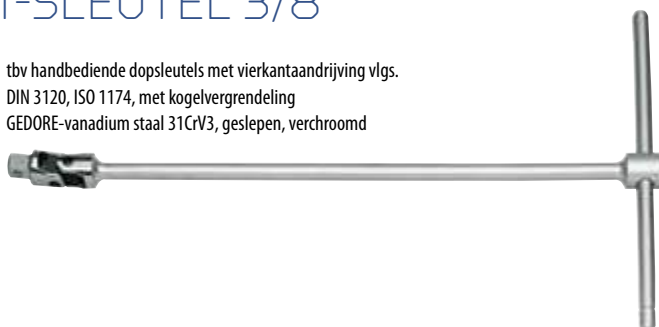 -SLEUTEL 3/8
tbv handbediende dopsleutels met vierkantaandrijving vlgs.
DIN 3120, ISO 1174, met kogelvergrendeling
GEDORE-vanadium staal 31CrV3, geslepen, verchroomd